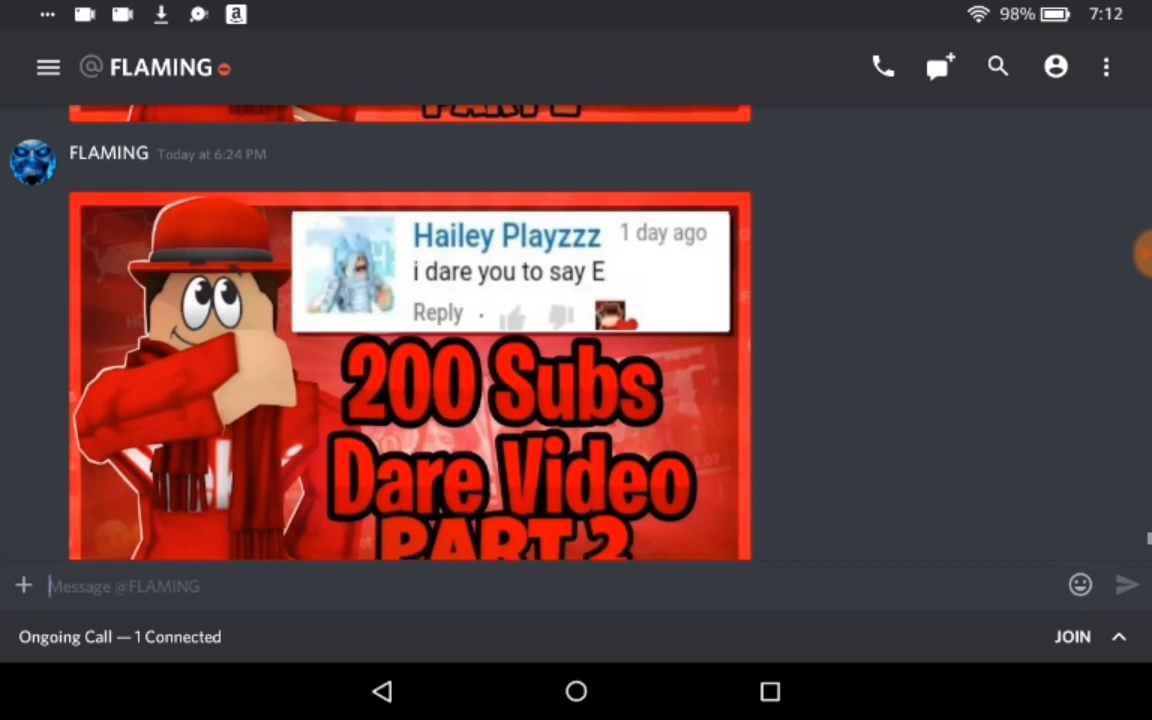 98% 7:12
@ FLAMING
FLAMING Today at 6:24 PM
Hailey Playzzz 1 day ago
i dare you to say E
Reply ·
200 Subs
Dare Video
PART 2
Message @FLAMING
Ongoing Call — 1 Connected JOIN